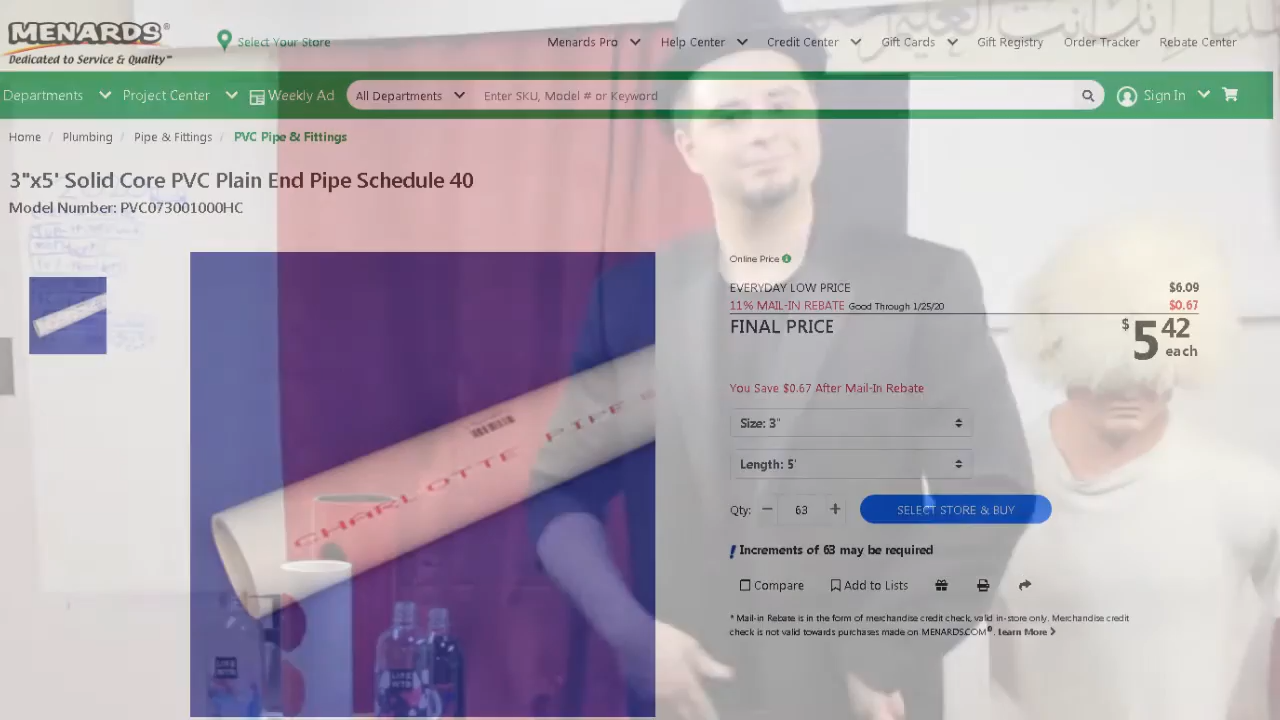 MENARDS®
Dedicated to Service & Quality™
Select Your Store
Menards Pro
Help Center
Credit Center
Gift Cards
Gift Registry
Order Tracker
Rebate Center
Departments
Project Center
Weekly Ad
All Departments
Enter SKU, Model # or Keyword
Sign In
Home / Plumbing / Pipe & Fittings / PVC Pipe & Fittings
3"x5' Solid Core PVC Plain End Pipe Schedule 40
Model Number: PVC073001000HC
CHARLOTTE PIPE
Online Price
EVERYDAY LOW PRICE $6.09
11% MAIL-IN REBATE Good Through 1/25/20 $0.67
FINAL PRICE $5 42 each
You Save $0.67 After Mail-In Rebate
Size: 3"
Length: 5'
Qty: − 63 +
SELECT STORE & BUY
! Increments of 63 may be required
Compare
Add to Lists
* Mail-in Rebate is in the form of merchandise credit check, valid in-store only. Merchandise credit
check is not valid towards purchases made on MENARDS.COM®. Learn More
LIFE
WTR